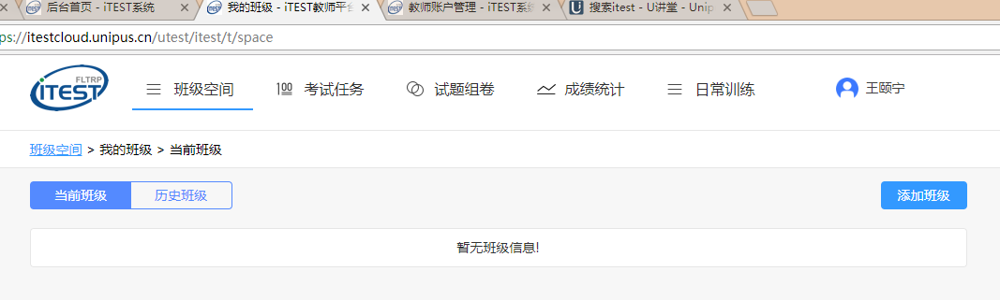 后台首页 - iTEST系统
我的班级 - iTEST教师平台
教师账户管理 - iTEST系统
搜索itest - U讲堂 - Unip
ps://itestcloud.unipus.cn/utest/itest/t/space
FLTRP
iTEST
班级空间
100 考试任务
试题组卷
成绩统计
日常训练
王颐宁
班级空间 > 我的班级 > 当前班级
当前班级
历史班级
添加班级
暂无班级信息!